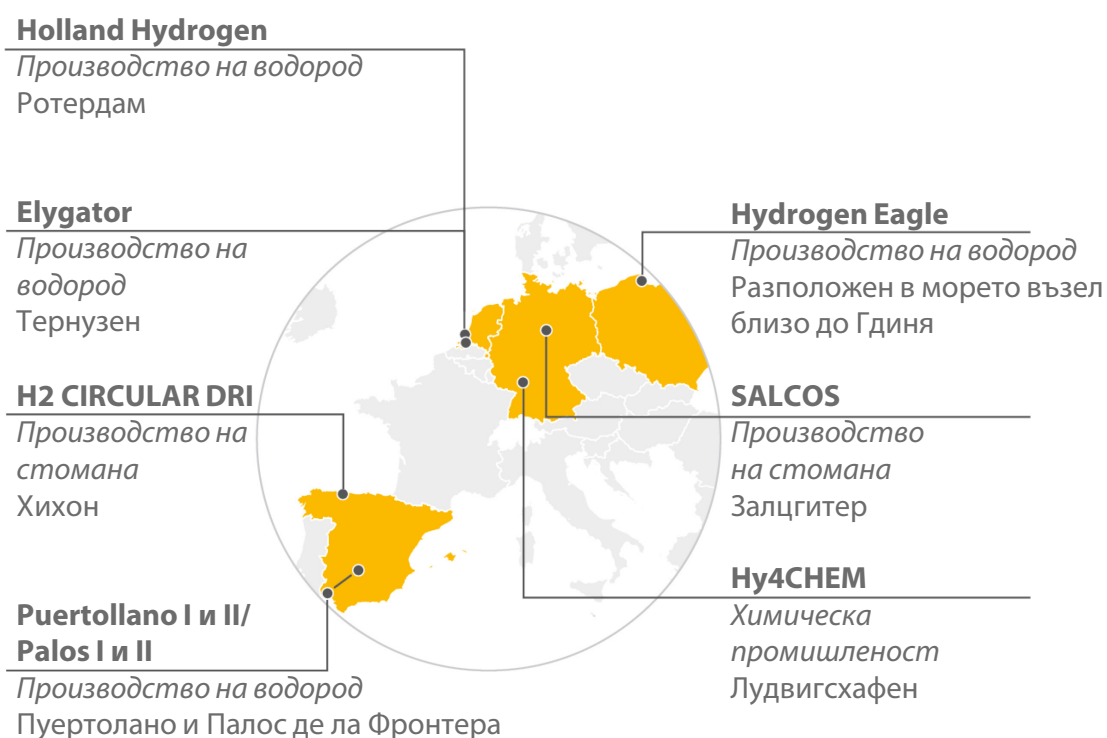 Holland Hydrogen
Производство на водород
Ротердам
Elygator
Производство на
водород
Тернузен
H2 CIRCULAR DRI
Производство на
стомана
Хихон
Puertollano I и II/
Palos I и II
Производство на водород
Пуертолано и Палос де ла Фронтера
Hydrogen Eagle
Производство на водород
Разположен в морето възел
близо до Гдиня
SALCOS
Производство
на стомана
Залцгитер
Hy4CHEM
Химическа
промишленост
Лудвигсхафен